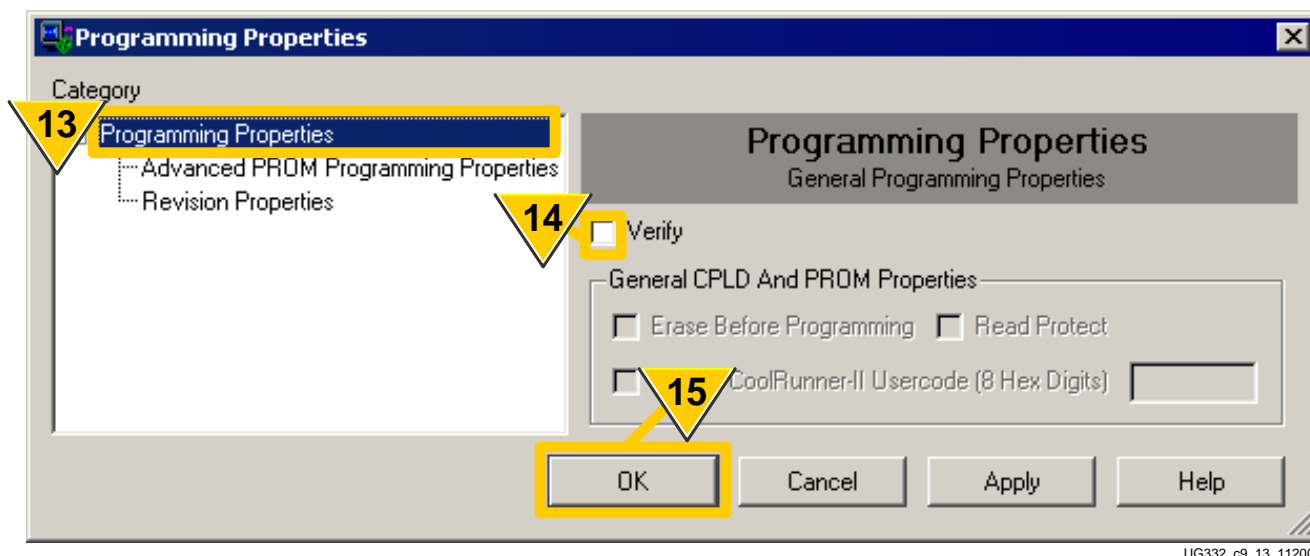 Programming Properties
Category
13
Programming Properties
Advanced PROM Programming Properties
Revision Properties
Programming Properties
General Programming Properties
14
Verify
General CPLD And PROM Properties
Erase Before Programming Read Protect
CoolRunner-II Usercode (8 Hex Digits)
15
OK Cancel Apply Help